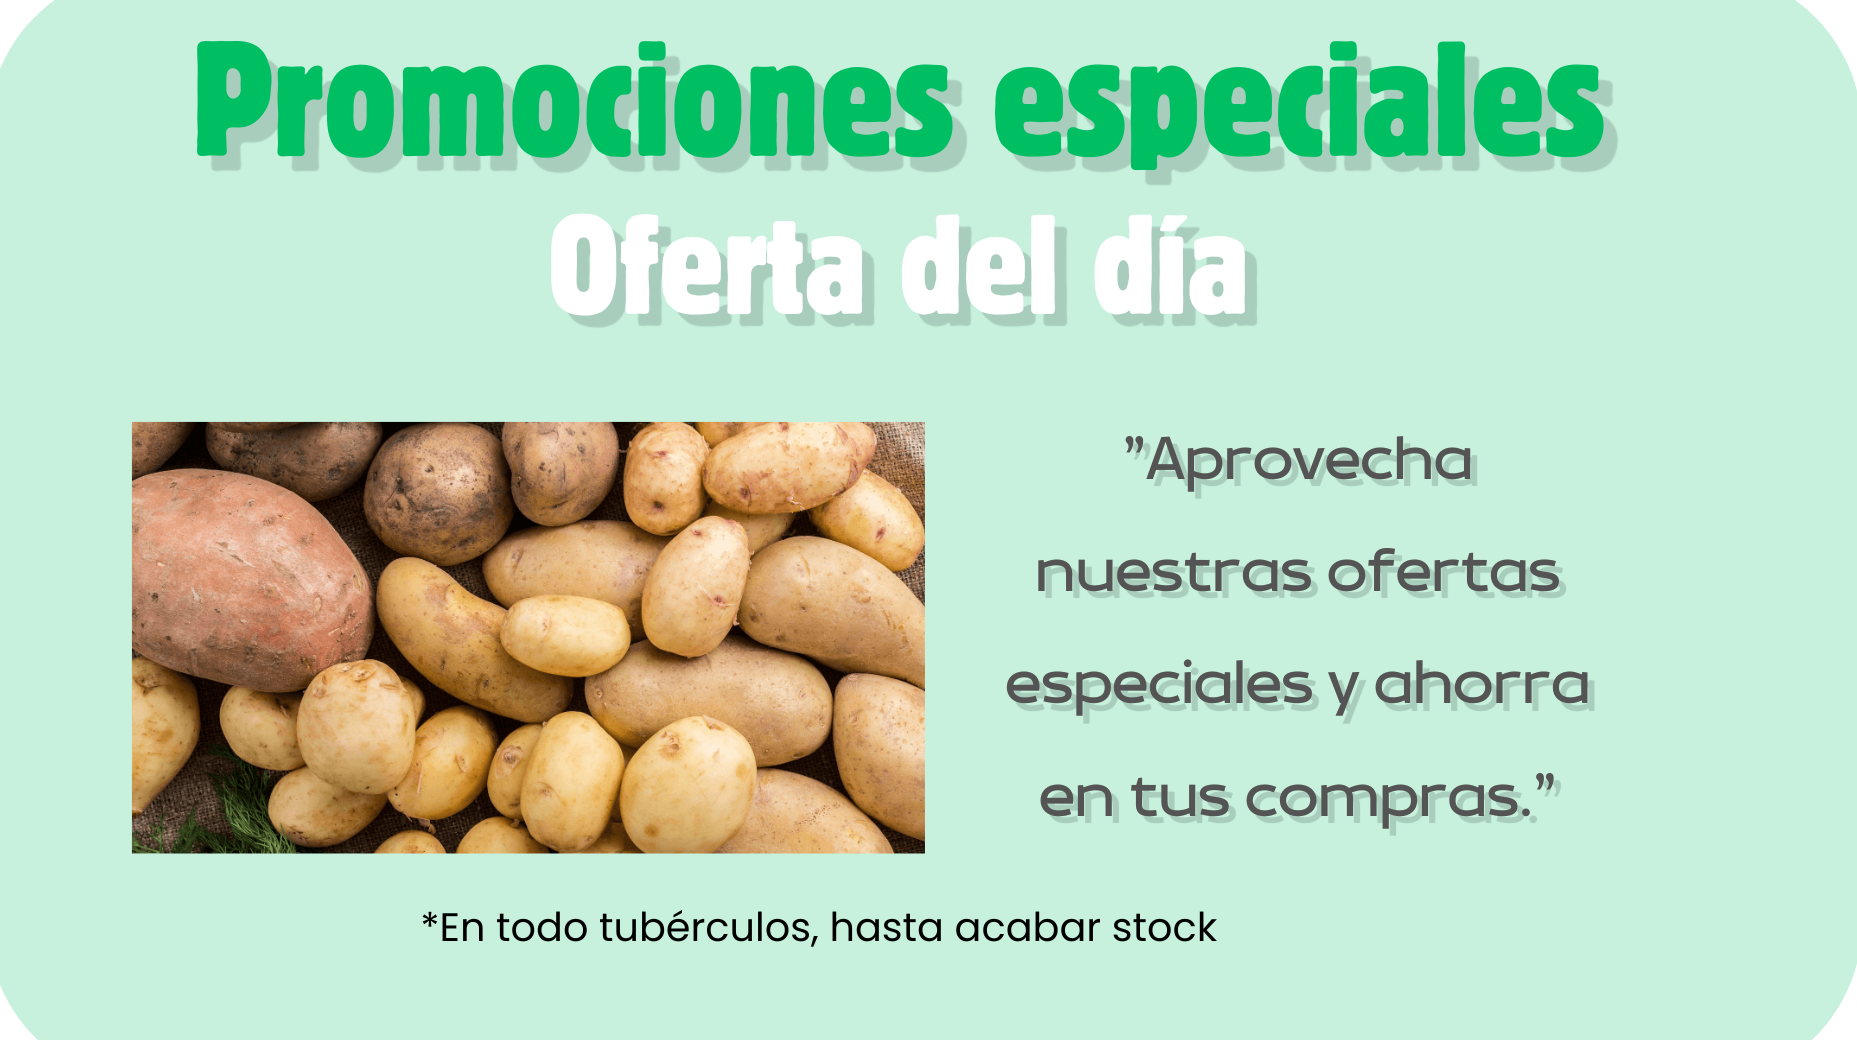 Promociones especiales
Oferta del día
”Aprovecha
nuestras ofertas
especiales y ahorra
en tus compras.”
*En todo tubérculos, hasta acabar stock